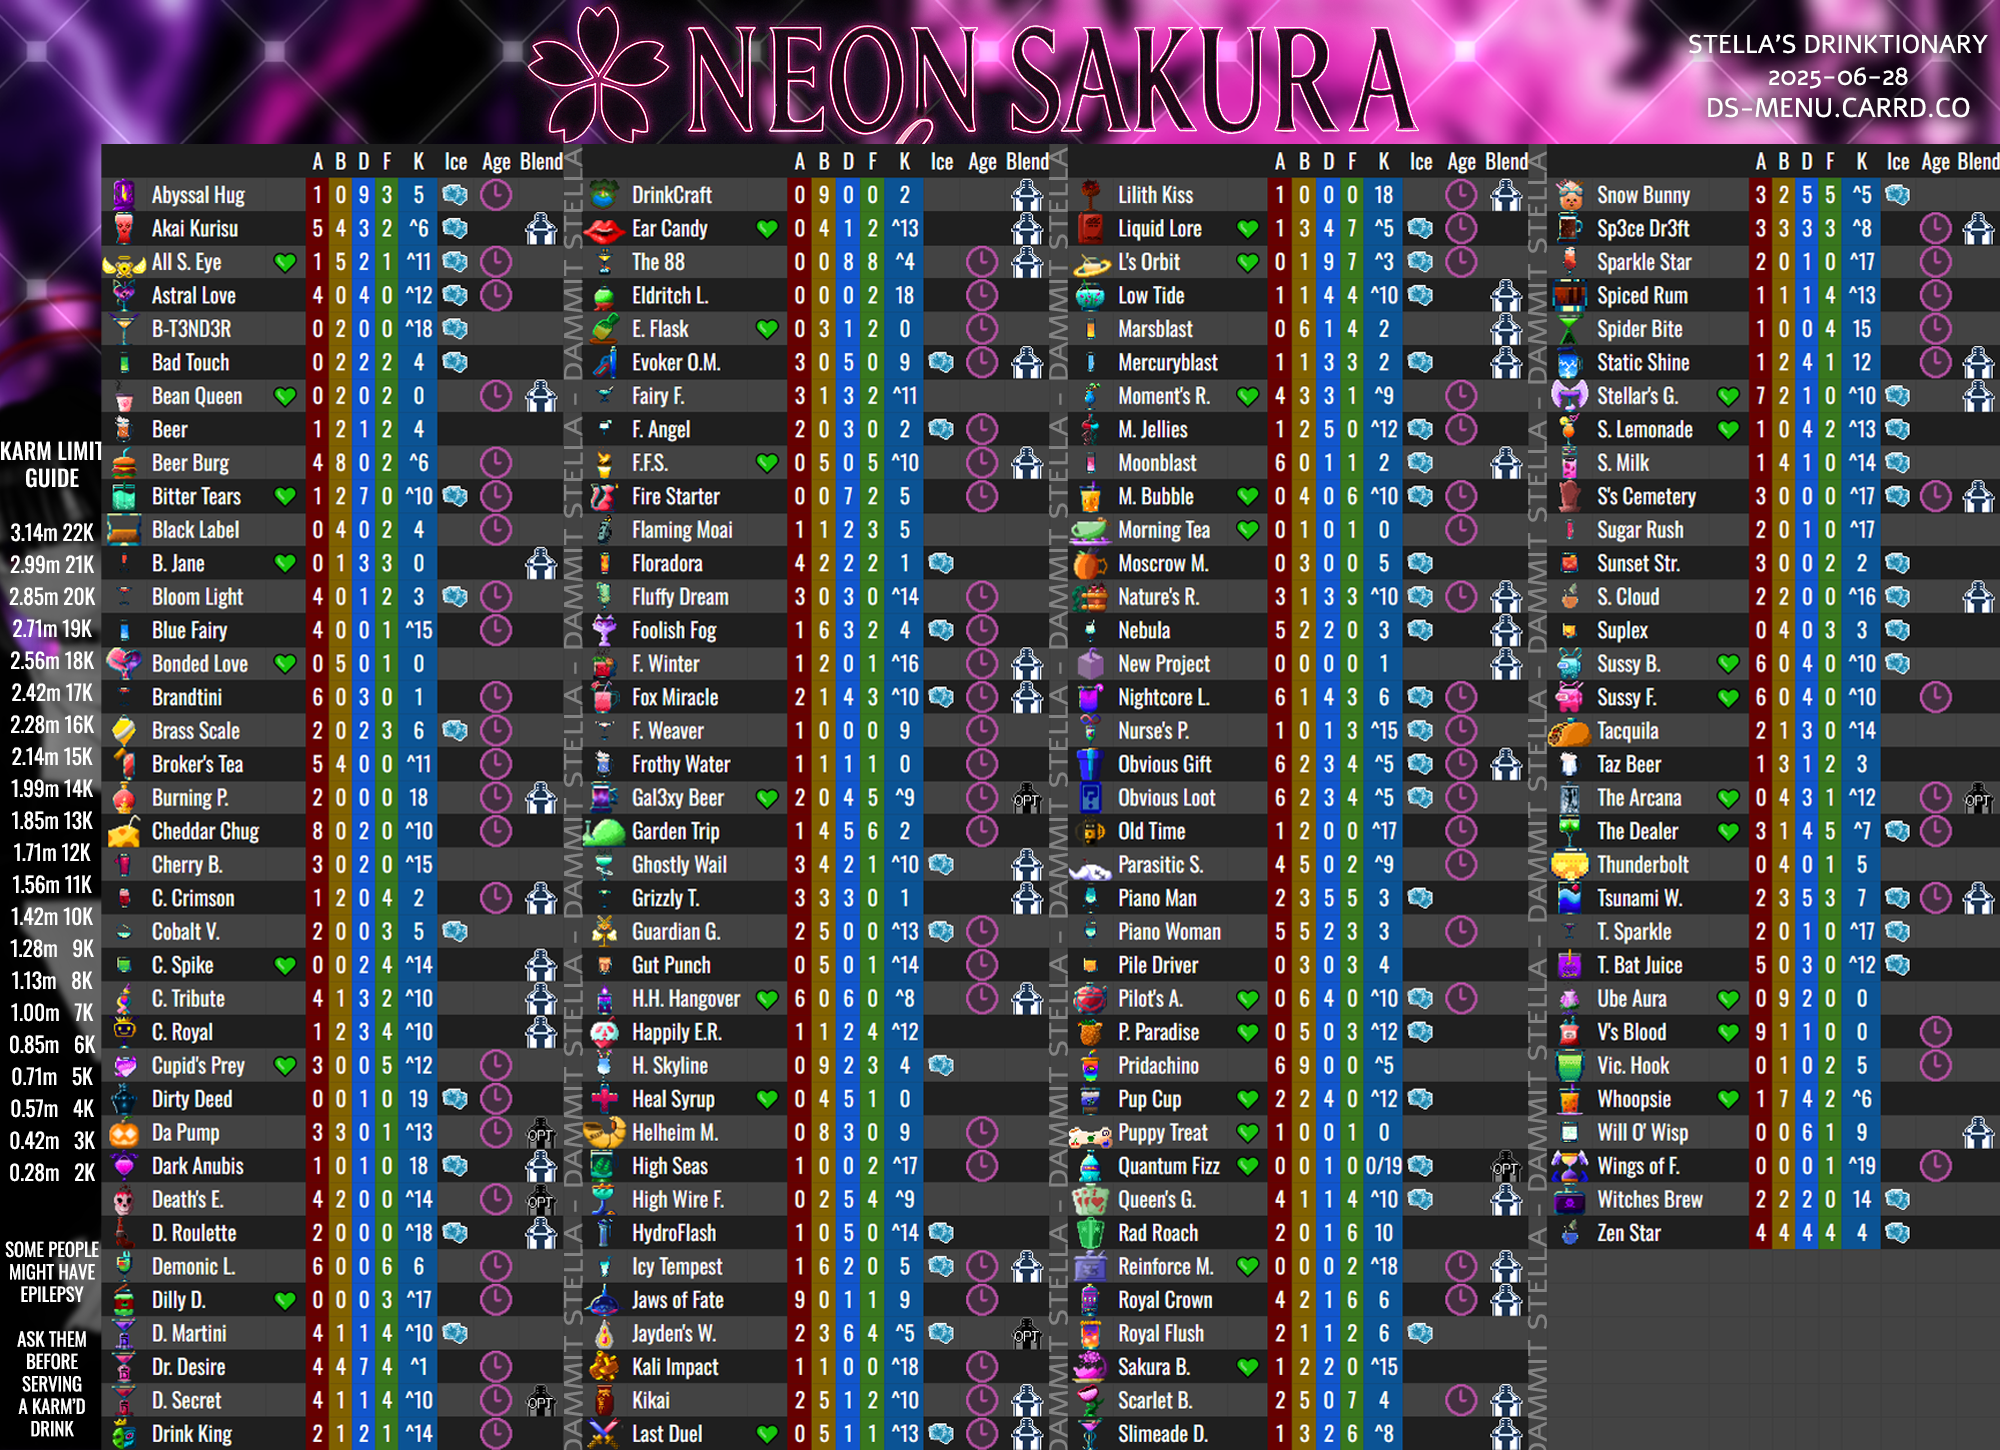 NEON SAKURA
STELLA'S DRINKTIONARY
2025-06-28
DS-MENU.CARRD.CO
KARM LIMIT
GUIDE
3.14m 22K
2.99m 21K
2.85m 20K
2.71m 19K
2.56m 18K
2.42m 17K
2.28m 16K
2.14m 15K
1.99m 14K
1.85m 13K
1.71m 12K
1.56m 11K
1.42m 10K
1.28m 9K
1.13m 8K
1.00m 7K
0.85m 6K
0.71m 5K
0.57m 4K
0.42m 3K
0.28m 2K
SOME PEOPLE
MIGHT HAVE
EPILEPSY
ASK THEM
BEFORE
SERVING
A KARM'D
DRINK
A B D F K Ice Age Blend
Abyssal Hug 1 0 9 3 5
Akai Kurisu 5 4 3 2 ^6
All S. Eye 1 5 2 1 ^11
Astral Love 4 0 4 0 ^12
B-T3ND3R 0 2 0 0 ^18
Bad Touch 0 2 2 2 4
Bean Queen 0 2 0 2 0
Beer 1 2 1 2 4
Beer Burg 4 8 0 2 ^6
Bitter Tears 1 2 7 0 ^10
Black Label 0 4 0 2 4
B. Jane 0 1 3 3 0
Bloom Light 4 0 1 2 3
Blue Fairy 4 0 0 1 ^15
Bonded Love 0 5 0 1 0
Brandtini 6 0 3 0 1
Brass Scale 2 0 2 3 6
Broker's Tea 5 4 0 0 ^11
Burning P. 2 0 0 0 18
Cheddar Chug 8 0 2 0 ^10
Cherry B. 3 0 2 0 ^15
C. Crimson 1 2 0 4 2
Cobalt V. 2 0 0 3 5
C. Spike 0 0 2 4 ^14
C. Tribute 4 1 3 2 ^10
C. Royal 1 2 3 4 ^10
Cupid's Prey 3 0 0 5 ^12
Dirty Deed 0 0 1 0 19
Da Pump 3 3 0 1 ^13 OPT
Dark Anubis 1 0 1 0 18
Death's E. 4 2 0 0 ^14 OPT
D. Roulette 2 0 0 0 ^18
Demonic L. 6 0 0 6 6
Dilly D. 0 0 0 3 ^17
D. Martini 4 1 1 4 ^10
Dr. Desire 4 4 7 4 ^1
D. Secret 4 1 1 4 ^10 OPT
Drink King 2 1 2 1 ^14
DAMMIT STELLA - DAMMIT STELLA - DAMMIT STELLA - DAMMIT STELLA
A B D F K Ice Age Blend
DrinkCraft 0 9 0 0 2
Ear Candy 0 4 1 2 ^13
The 88 0 0 8 8 ^4
Eldritch L. 0 0 0 2 18
E. Flask 0 3 1 2 0
Evoker O.M. 3 0 5 0 9
Fairy F. 3 1 3 2 ^11
F. Angel 2 0 3 0 2
F.F.S. 0 5 0 5 ^10
Fire Starter 0 0 7 2 5
Flaming Moai 1 1 2 3 5
Floradora 4 2 2 2 1
Fluffy Dream 3 0 3 0 ^14
Foolish Fog 1 6 3 2 4
F. Winter 1 2 0 1 ^16
Fox Miracle 2 1 4 3 ^10
F. Weaver 1 0 0 0 9
Frothy Water 1 1 1 1 0
Gal3xy Beer 2 0 4 5 ^9 OPT
Garden Trip 1 4 5 6 2
Ghostly Wail 3 4 2 1 ^10
Grizzly T. 3 3 3 0 1
Guardian G. 2 5 0 0 ^13
Gut Punch 0 5 0 1 ^14
H.H. Hangover 6 0 6 0 ^8
Happily E.R. 1 1 2 4 ^12
H. Skyline 0 9 2 3 4
Heal Syrup 0 4 5 1 0
Helheim M. 0 8 3 0 9
High Seas 1 0 0 2 ^17
High Wire F. 0 2 5 4 ^9
HydroFlash 1 0 5 0 ^14
Icy Tempest 1 6 2 0 5
Jaws of Fate 9 0 1 1 9
Jayden's W. 2 3 6 4 ^5 OPT
Kali Impact 1 1 0 0 ^18
Kikai 2 5 1 2 ^10
Last Duel 0 5 1 1 ^13
DAMMIT STELLA - DAMMIT STELLA - DAMMIT STELLA - DAMMIT STELLA
A B D F K Ice Age Blend
Lilith Kiss 1 0 0 0 18
Liquid Lore 1 3 4 7 ^5
L's Orbit 0 1 9 7 ^3
Low Tide 1 1 4 4 ^10
Marsblast 0 6 1 4 2
Mercuryblast 1 1 3 3 2
Moment's R. 4 3 3 1 ^9
M. Jellies 1 2 5 0 ^12
Moonblast 6 0 1 1 2
M. Bubble 0 4 0 6 ^10
Morning Tea 0 1 0 1 0
Moscrow M. 0 3 0 0 5
Nature's R. 3 1 3 3 ^10
Nebula 5 2 2 0 3
New Project 0 0 0 0 1
Nightcore L. 6 1 4 3 6
Nurse's P. 1 0 1 3 ^15
Obvious Gift 6 2 3 4 ^5
Obvious Loot 6 2 3 4 ^5
Old Time 1 2 0 0 ^17
Parasitic S. 4 5 0 2 ^9
Piano Man 2 3 5 5 3
Piano Woman 5 5 2 3 3
Pile Driver 0 3 0 3 4
Pilot's A. 0 6 4 0 ^10
P. Paradise 0 5 0 3 ^12
Pridachino 6 9 0 0 ^5
Pup Cup 2 2 4 0 ^12
Puppy Treat 1 0 0 1 0
Quantum Fizz 0 0 1 0 0/19 OPT
Queen's G. 4 1 1 4 ^10
Rad Roach 2 0 1 6 10
Reinforce M. 0 0 0 2 ^18
Royal Crown 4 2 1 6 6
Royal Flush 2 1 1 2 6
Sakura B. 1 2 2 0 ^15
Scarlet B. 2 5 0 7 4
Slimeade D. 1 3 2 6 ^8
DAMMIT STELLA - DAMMIT STELLA - DAMMIT STELLA - DAMMIT STELLA
A B D F K Ice Age Blend
Snow Bunny 3 2 5 5 ^5
Sp3ce Dr3ft 3 3 3 3 ^8
Sparkle Star 2 0 1 0 ^17
Spiced Rum 1 1 1 4 ^13
Spider Bite 1 0 0 4 15
Static Shine 1 2 4 1 12
Stellar's G. 7 2 1 0 ^10
S. Lemonade 1 0 4 2 ^13
S. Milk 1 4 1 0 ^14
S's Cemetery 3 0 0 0 ^17
Sugar Rush 2 0 1 0 ^17
Sunset Str. 3 0 0 2 2
S. Cloud 2 2 0 0 ^16
Suplex 0 4 0 3 3
Sussy B. 6 0 4 0 ^10
Sussy F. 6 0 4 0 ^10
Tacquila 2 1 3 0 ^14
Taz Beer 1 3 1 2 3
The Arcana 0 4 3 1 ^12 OPT
The Dealer 3 1 4 5 ^7
Thunderbolt 0 4 0 1 5
Tsunami W. 2 3 5 3 7
T. Sparkle 2 0 1 0 ^17
T. Bat Juice 5 0 3 0 ^12
Ube Aura 0 9 2 0 0
V's Blood 9 1 1 0 0
Vic. Hook 0 1 0 2 5
Whoopsie 1 7 4 2 ^6
Will O' Wisp 0 0 6 1 9
Wings of F. 0 0 0 1 ^19
Witches Brew 2 2 2 0 14
Zen Star 4 4 4 4 4